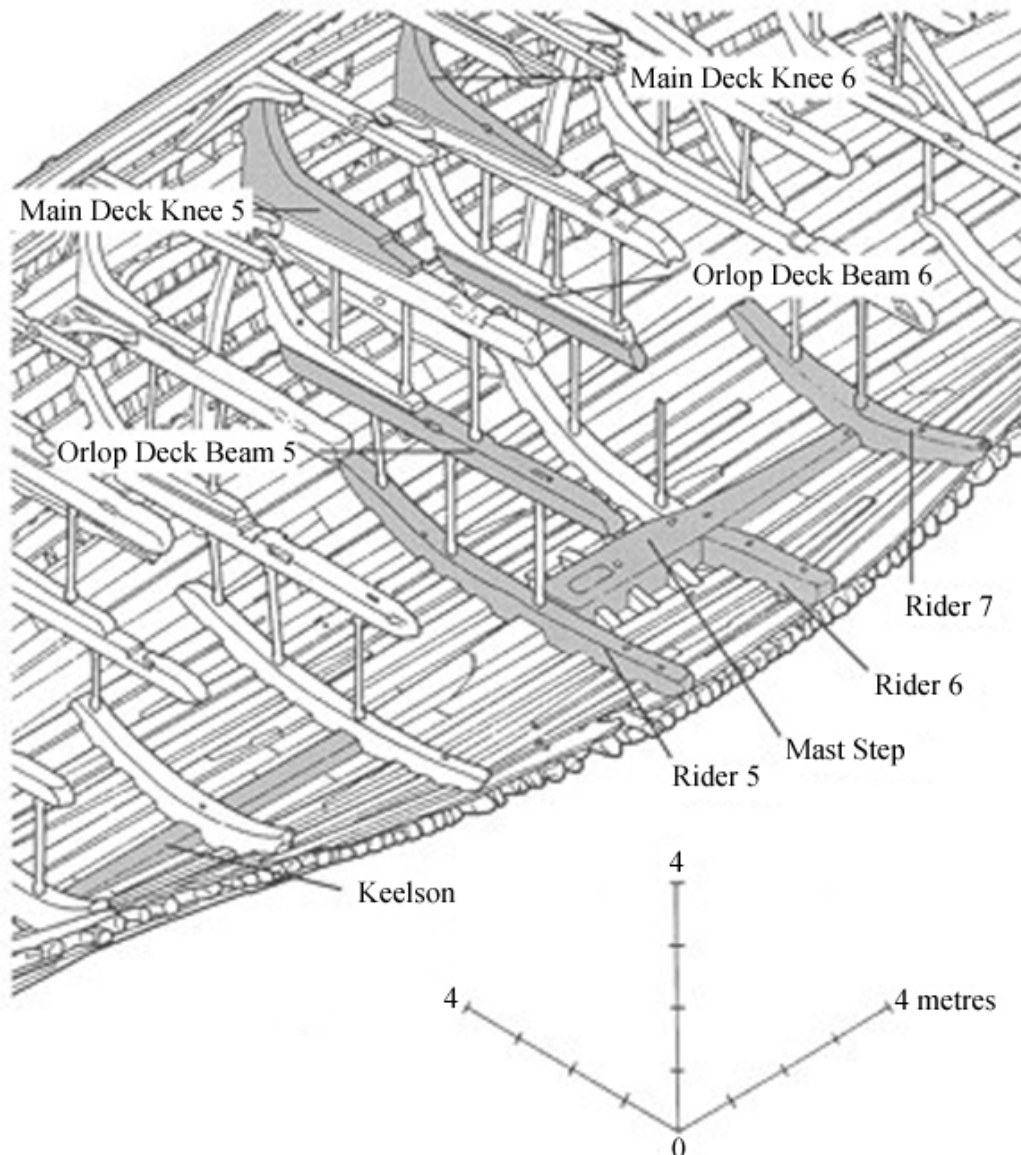 Main Deck Knee 6
Main Deck Knee 5
Orlop Deck Beam 6
Orlop Deck Beam 5
Rider 7
Rider 6
Mast Step
Rider 5
Keelson
4
4
4 metres
0